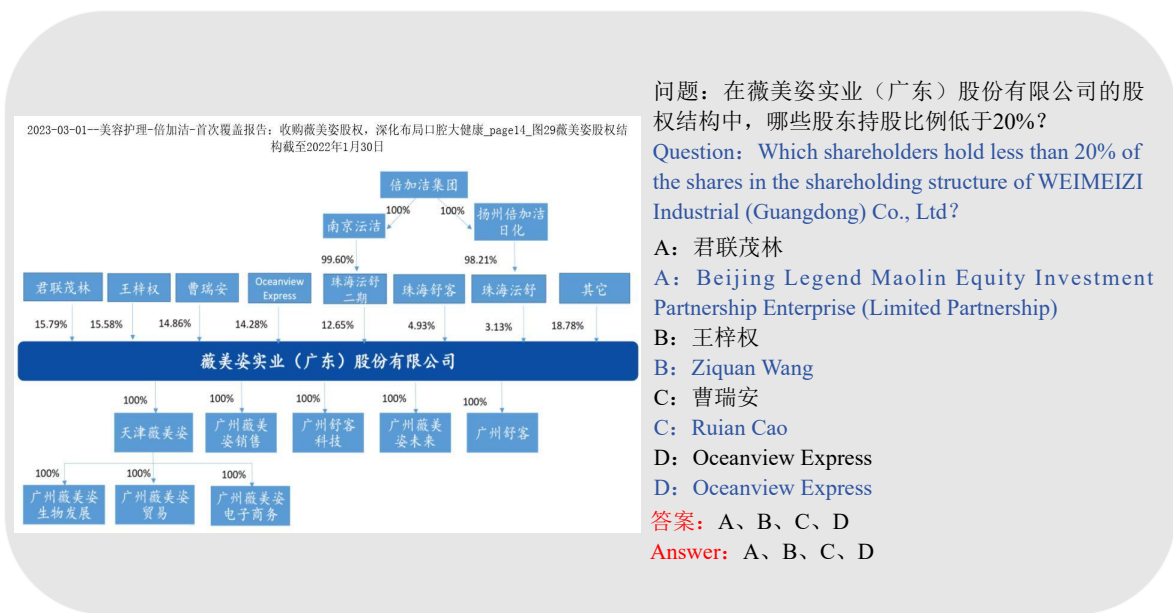 2023-03-01--美容护理-倍加洁-首次覆盖报告：收购薇美姿股权，深化布局口腔大健康_page14_图29薇美姿股权结
构截至2022年1月30日
倍加洁集团
100%
100%
南京沄洁
扬州倍加洁
日化
99.60%
98.21%
君联茂林
王梓权
曹瑞安
Oceanview
Express
珠海沄舒
二期
珠海舒客
珠海沄舒
其它
15.79%
15.58%
14.86%
14.28%
12.65%
4.93%
3.13%
18.78%
薇美姿实业（广东）股份有限公司
100%
100%
100%
100%
100%
天津薇美姿
广州薇美
姿销售
广州舒客
科技
广州薇美
姿未来
广州舒客
100%
100%
100%
广州薇美姿
生物发展
广州薇美姿
贸易
广州薇美姿
电子商务
问题：在薇美姿实业（广东）股份有限公司的股
权结构中，哪些股东持股比例低于20%？
Question：Which shareholders hold less than 20% of
the shares in the shareholding structure of WEIMEIZI
Industrial (Guangdong) Co., Ltd？
A：君联茂林
A：Beijing Legend Maolin Equity Investment
Partnership Enterprise (Limited Partnership)
B：王梓权
B：Ziquan Wang
C：曹瑞安
C：Ruian Cao
D：Oceanview Express
D：Oceanview Express
答案：A、B、C、D
Answer：A、B、C、D